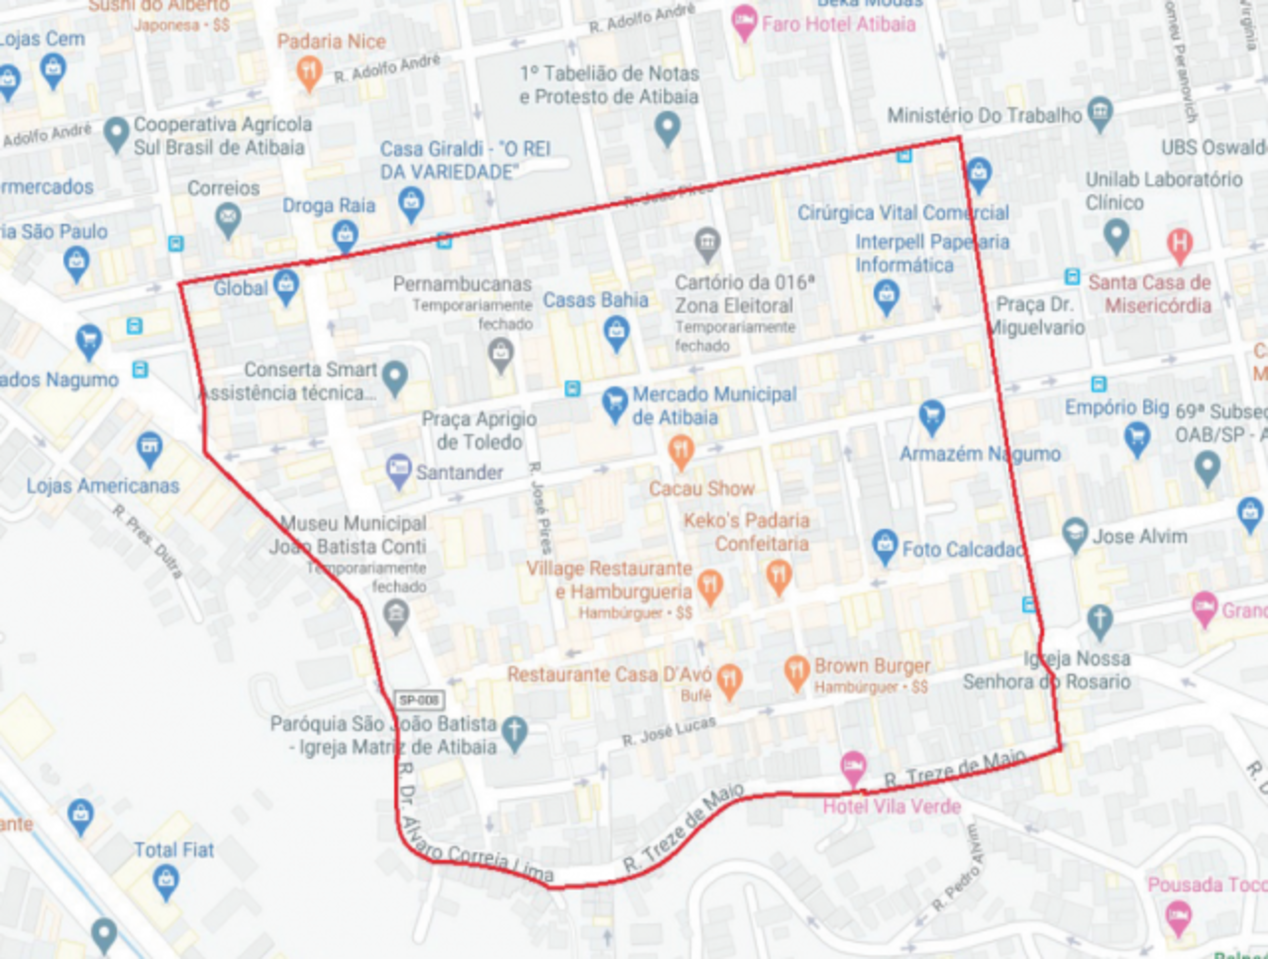 Sushi do Alberto
Japonesa • $$
Lojas Cem
Padaria Nice
R. Adolfo André
R. Adolfo André
Beka Modas
Faro Hotel Atibaia
1º Tabelião de Notas
e Protesto de Atibaia
Adolfo André
Cooperativa Agrícola
Sul Brasil de Atibaia
Ministério Do Trabalho
omeu Peranovich
Virginia
Casa Giraldi - "O REI
DA VARIEDADE"
UBS Oswald
ermercados
Correios
Droga Raia
R. João Pires
Unilab Laboratório
Clínico
Cirúrgica Vital Comercial
ia São Paulo
Interpell Papelaria
Informática
Global
Pernambucanas
Temporariamente
fechado
Casas Bahia
Cartório da 016ª
Zona Eleitoral
Temporariamente
fechado
Santa Casa de
Misericórdia
Praça Dr.
Miguelvario
ados Nagumo
Conserta Smart
Assistência técnica...
Mercado Municipal
de Atibaia
C
M
Praça Aprigio
de Toledo
Empório Big
69ª Subsec
OAB/SP - A
Armazém Nagumo
Lojas Americanas
Santander
Cacau Show
R. Pres. Dutra
R. José Pires
Museu Municipal
João Batista Conti
Temporariamente
fechado
Keko's Padaria
Confeitaria
Foto Calcadao
Jose Alvim
Village Restaurante
e Hamburgueria
Hambúrguer • $$
Grand
Restaurante Casa D'Avó
Bufê
Brown Burger
Hambúrguer • $$
Igreja Nossa
Senhora do Rosario
SP-008
Paróquia São João Batista
- Igreja Matriz de Atibaia
R. José Lucas
R. Dr. Álvaro Correia Lima
R. Treze de Maio
R. Treze de Maio
Hotel Vila Verde
R. D
ante
Total Fiat
R. Pedro Alvim
Pousada Toco